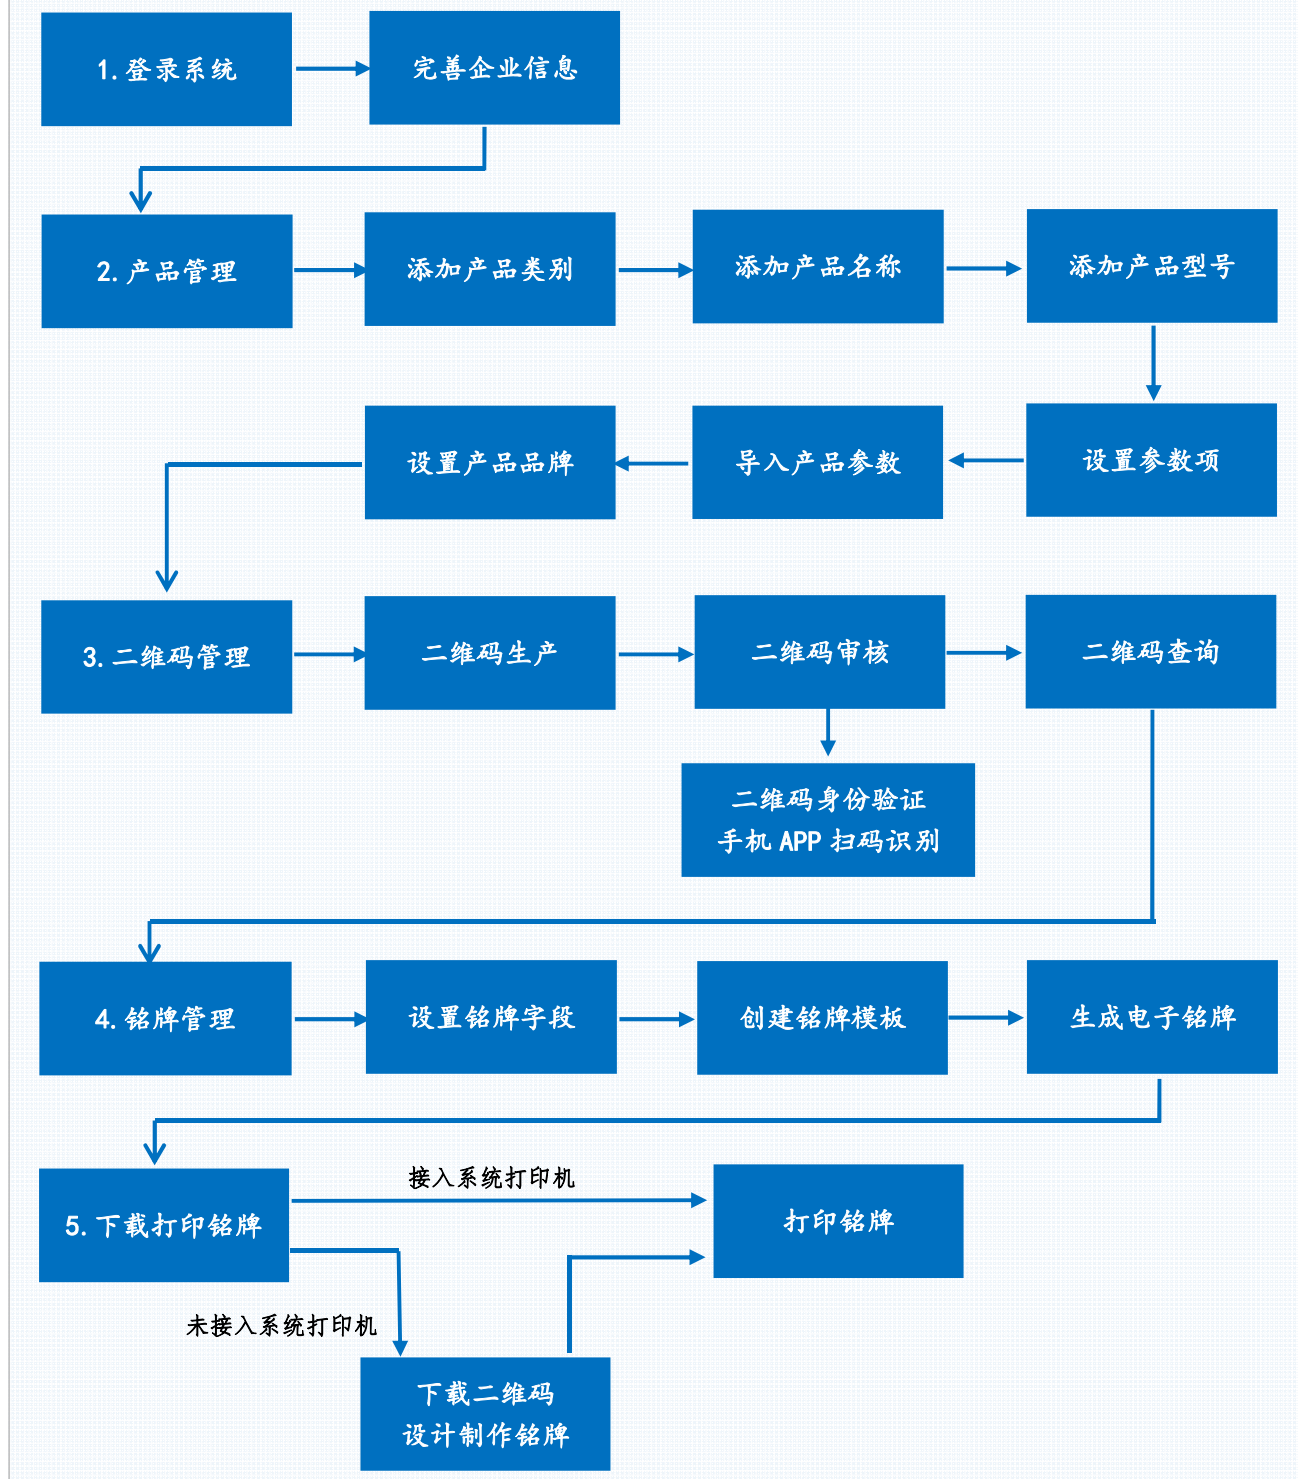 1.登录系统
完善企业信息
2.产品管理
添加产品类别
添加产品名称
添加产品型号
设置产品品牌
导入产品参数
设置参数项
3.二维码管理
二维码生产
二维码审核
二维码查询
二维码身份验证
手机APP扫码识别
4.铭牌管理
设置铭牌字段
创建铭牌模板
生成电子铭牌
接入系统打印机
5.下载打印铭牌
打印铭牌
未接入系统打印机
下载二维码
设计制作铭牌